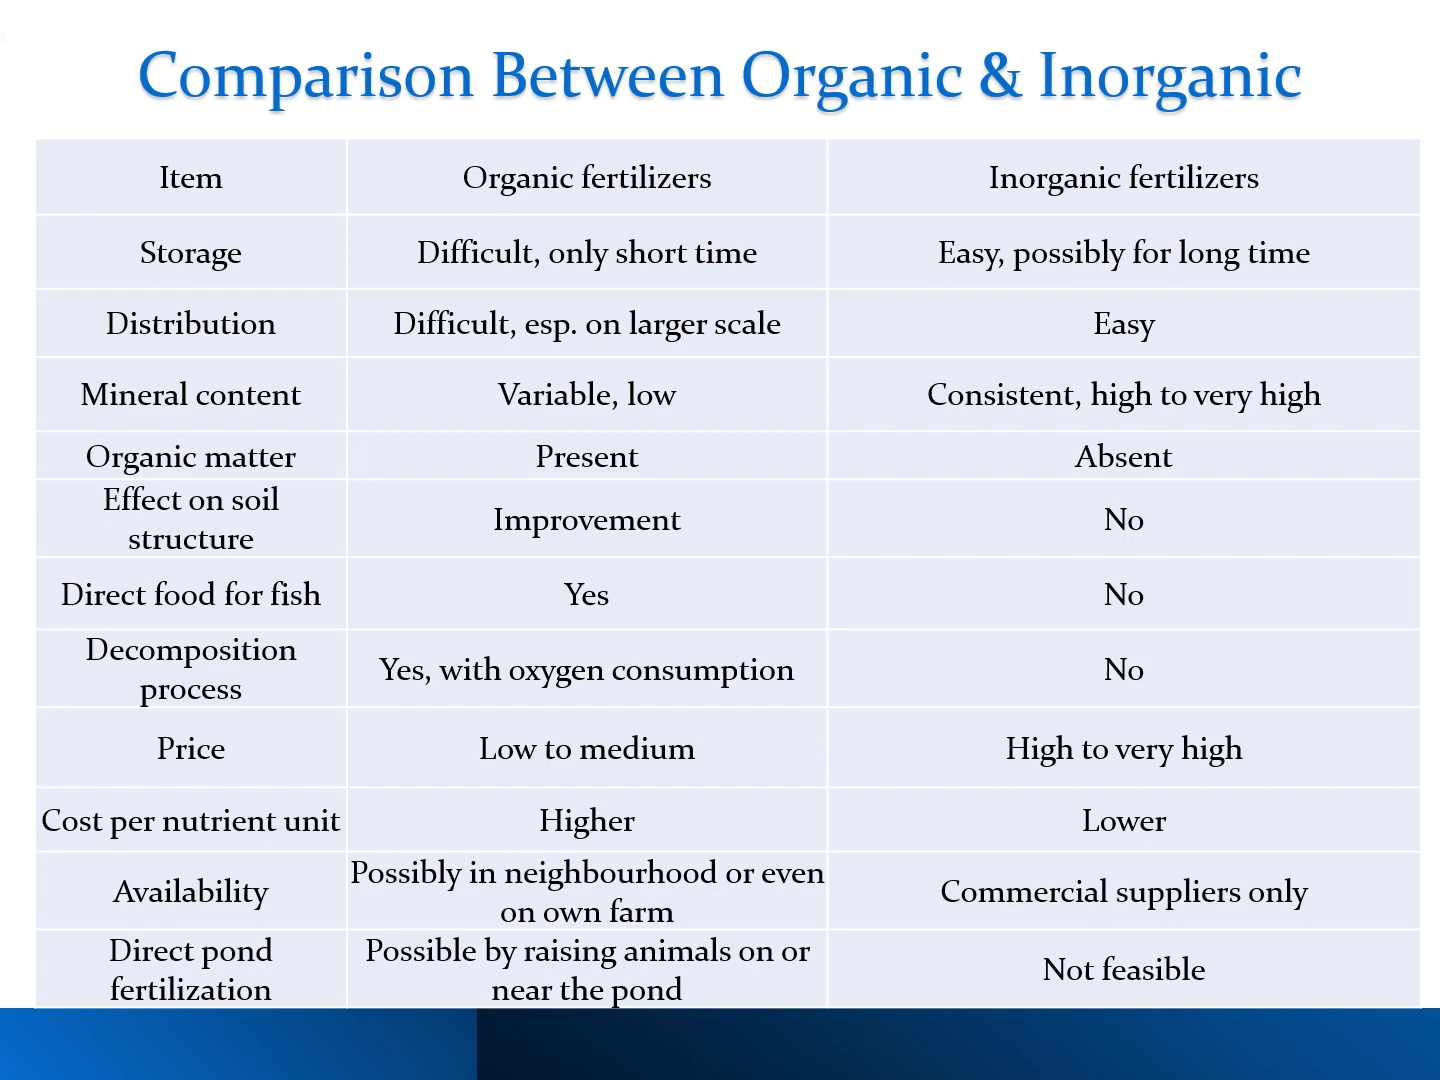 Comparison Between Organic & Inorganic
Item Organic fertilizers Inorganic fertilizers
Storage Difficult, only short time Easy, possibly for long time
Distribution Difficult, esp. on larger scale Easy
Mineral content Variable, low Consistent, high to very high
Organic matter Present Absent
Effect on soil
structure
Improvement
No
Direct food for fish Yes No
Decomposition
process
Yes, with oxygen consumption
No
Price Low to medium High to very high
Cost per nutrient unit Higher Lower
Availability
Possibly in neighbourhood or even
on own farm
Commercial suppliers only
Direct pond
fertilization
Possible by raising animals on or
near the pond
Not feasible